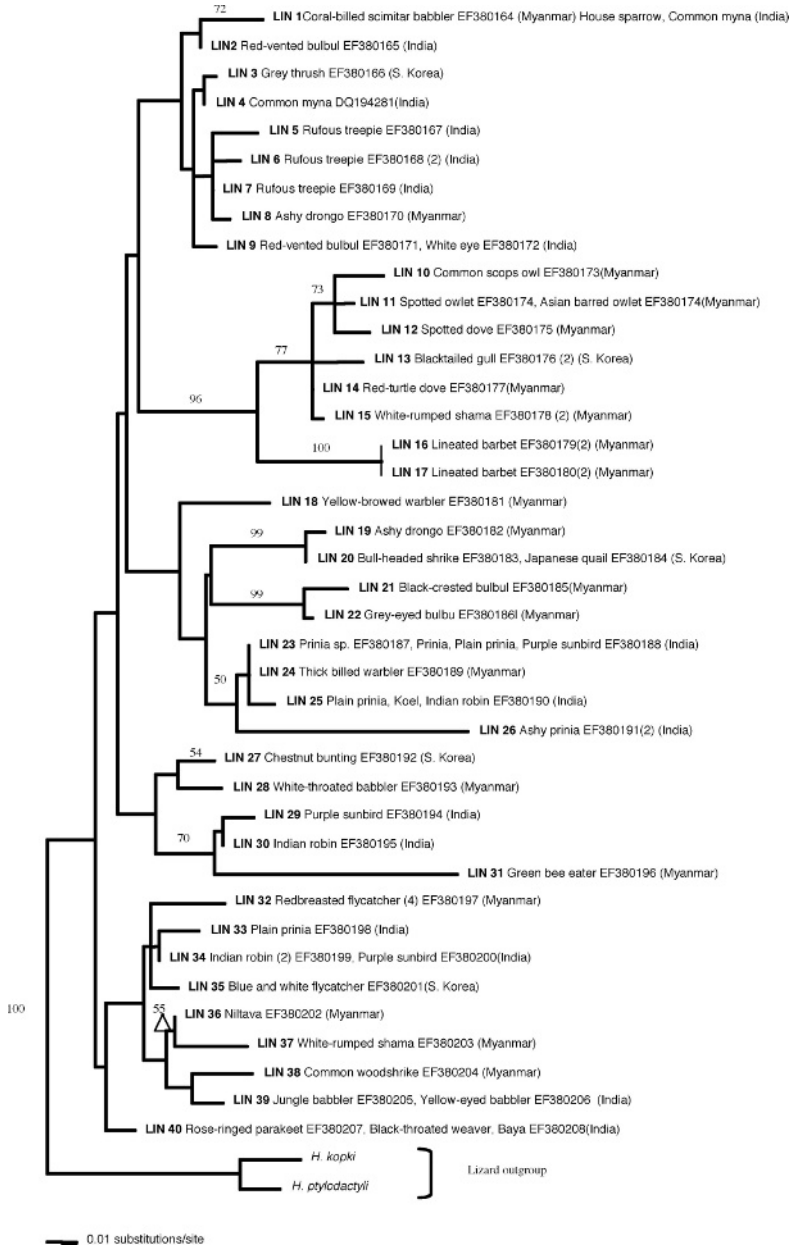 72
LIN 1Coral-billed scimitar babbler EF380164 (Myanmar) House sparrow, Common myna (India)
LIN2 Red-vented bulbul EF380165 (India)
LIN 3 Grey thrush EF380166 (S. Korea)
LIN 4 Common myna DQ194281(India)
LIN 5 Rufous treepie EF380167 (India)
LIN 6 Rufous treepie EF380168 (2) (India)
LIN 7 Rufous treepie EF380169 (India)
LIN 8 Ashy drongo EF380170 (Myanmar)
LIN 9 Red-vented bulbul EF380171, White eye EF380172 (India)
LIN 10 Common scops owl EF380173(Myanmar)
73
LIN 11 Spotted owlet EF380174, Asian barred owlet EF380174(Myanmar)
LIN 12 Spotted dove EF380175 (Myanmar)
77
LIN 13 Blacktailed gull EF380176 (2) (S. Korea)
LIN 14 Red-turtle dove EF380177(Myanmar)
96
LIN 15 White-rumped shama EF380178 (2) (Myanmar)
100
LIN 16 Lineated barbet EF380179(2) (Myanmar)
LIN 17 Lineated barbet EF380180(2) (Myanmar)
LIN 18 Yellow-browed warbler EF380181 (Myanmar)
99
LIN 19 Ashy drongo EF380182 (Myanmar)
LIN 20 Bull-headed shrike EF380183, Japanese quail EF380184 (S. Korea)
99
LIN 21 Black-crested bulbul EF380185(Myanmar)
LIN 22 Grey-eyed bulbu EF380186l (Myanmar)
LIN 23 Prinia sp. EF380187, Prinia, Plain prinia, Purple sunbird EF380188 (India)
LIN 24 Thick billed warbler EF380189 (Myanmar)
50
LIN 25 Plain prinia, Koel, Indian robin EF380190 (India)
LIN 26 Ashy prinia EF380191(2) (India)
54
LIN 27 Chestnut bunting EF380192 (S. Korea)
LIN 28 White-throated babbler EF380193 (Myanmar)
LIN 29 Purple sunbird EF380194 (India)
70
LIN 30 Indian robin EF380195 (India)
LIN 31 Green bee eater EF380196 (Myanmar)
LIN 32 Redbreasted flycatcher (4) EF380197 (Myanmar)
LIN 33 Plain prinia EF380198 (India)
LIN 34 Indian robin (2) EF380199, Purple sunbird EF380200(India)
LIN 35 Blue and white flycatcher EF380201(S. Korea)
100
55
LIN 36 Niltava EF380202 (Myanmar)
LIN 37 White-rumped shama EF380203 (Myanmar)
LIN 38 Common woodshrike EF380204 (Myanmar)
LIN 39 Jungle babbler EF380205, Yellow-eyed babbler EF380206 (India)
LIN 40 Rose-ringed parakeet EF380207, Black-throated weaver, Baya EF380208(India)
H. kopki
Lizard outgroup
H. ptylodactyli
0.01 substitutions/site